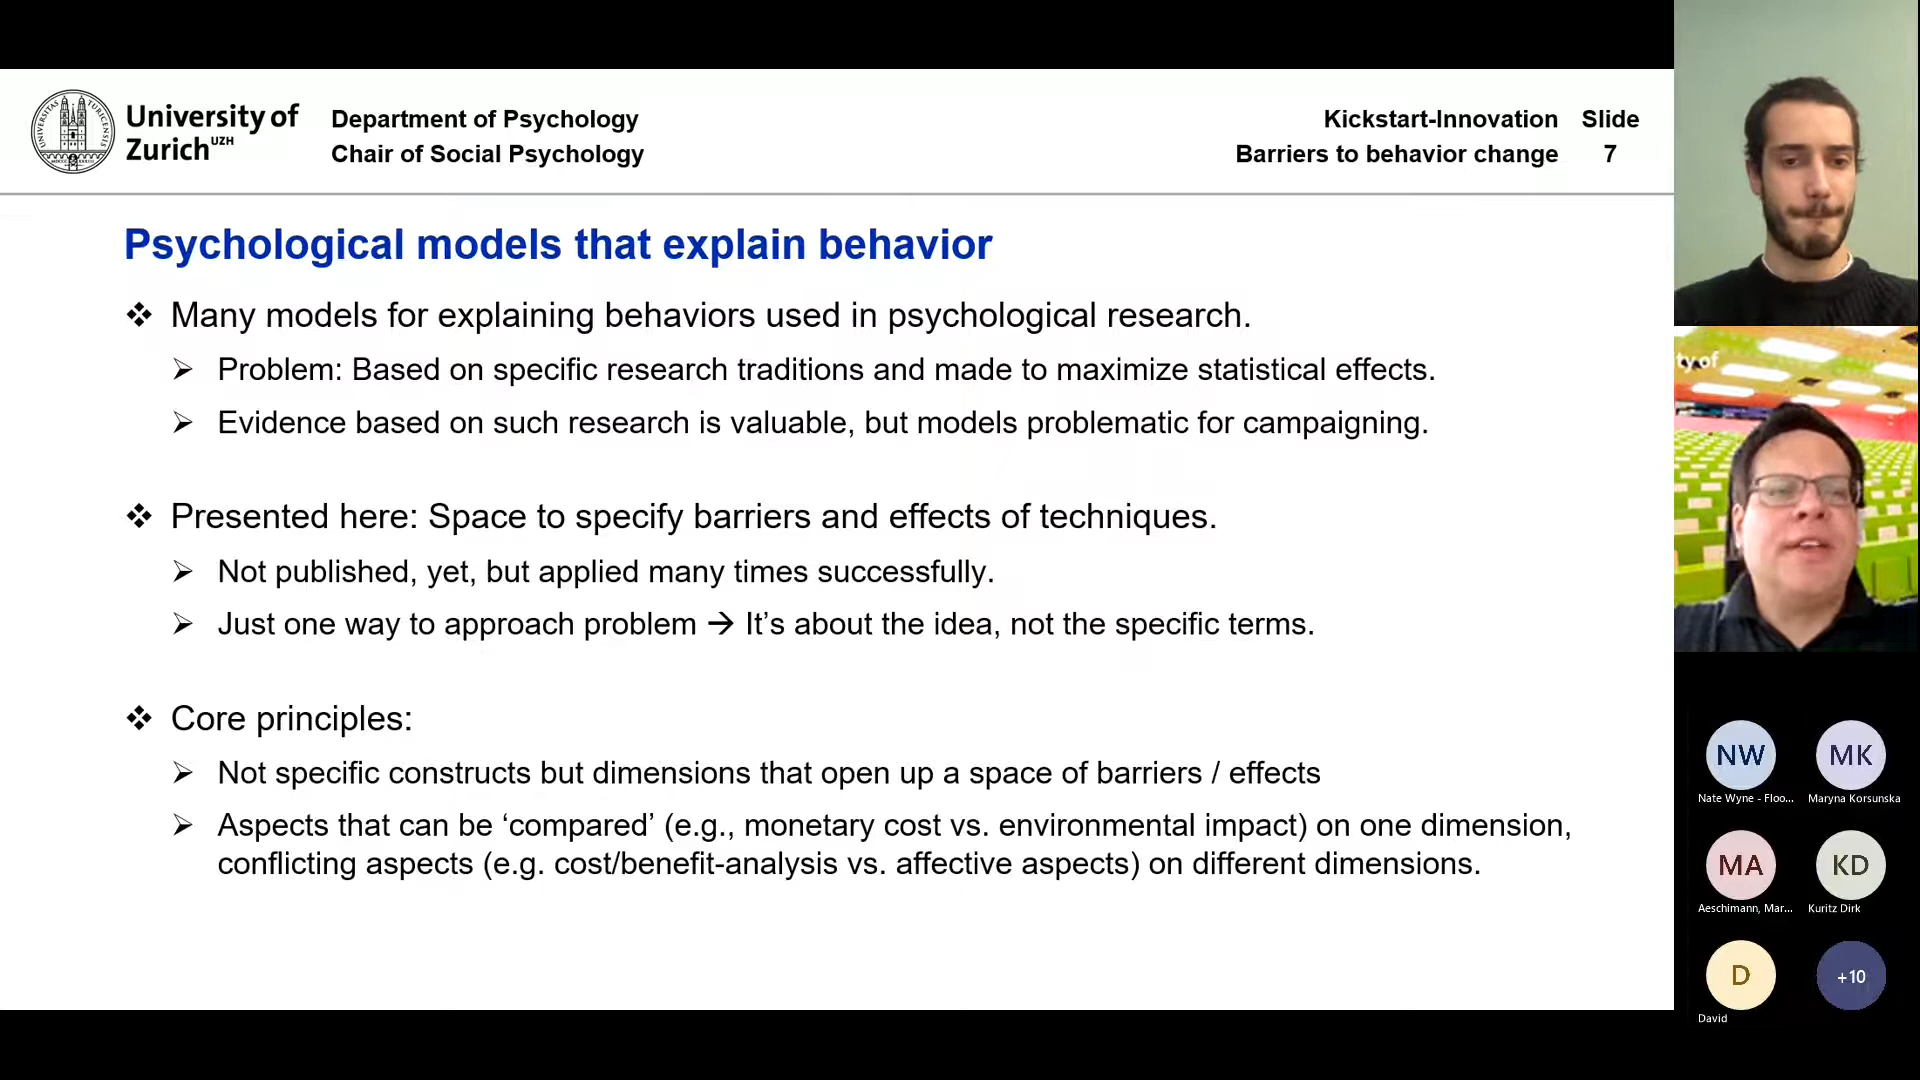 University of
Zurich UZH
Department of Psychology
Chair of Social Psychology
Kickstart-Innovation Slide
Barriers to behavior change 7
Psychological models that explain behavior
❖ Many models for explaining behaviors used in psychological research.
➢ Problem: Based on specific research traditions and made to maximize statistical effects.
➢ Evidence based on such research is valuable, but models problematic for campaigning.
❖ Presented here: Space to specify barriers and effects of techniques.
➢ Not published, yet, but applied many times successfully.
➢ Just one way to approach problem → It’s about the idea, not the specific terms.
❖ Core principles:
➢ Not specific constructs but dimensions that open up a space of barriers / effects
➢ Aspects that can be ‘compared’ (e.g., monetary cost vs. environmental impact) on one dimension,
conflicting aspects (e.g. cost/benefit-analysis vs. affective aspects) on different dimensions.
ty of
NW MK
Nate Wyne - Floo... Maryna Korsunska
MA KD
Aeschimann, Mar... Kuritz Dirk
D +10
David